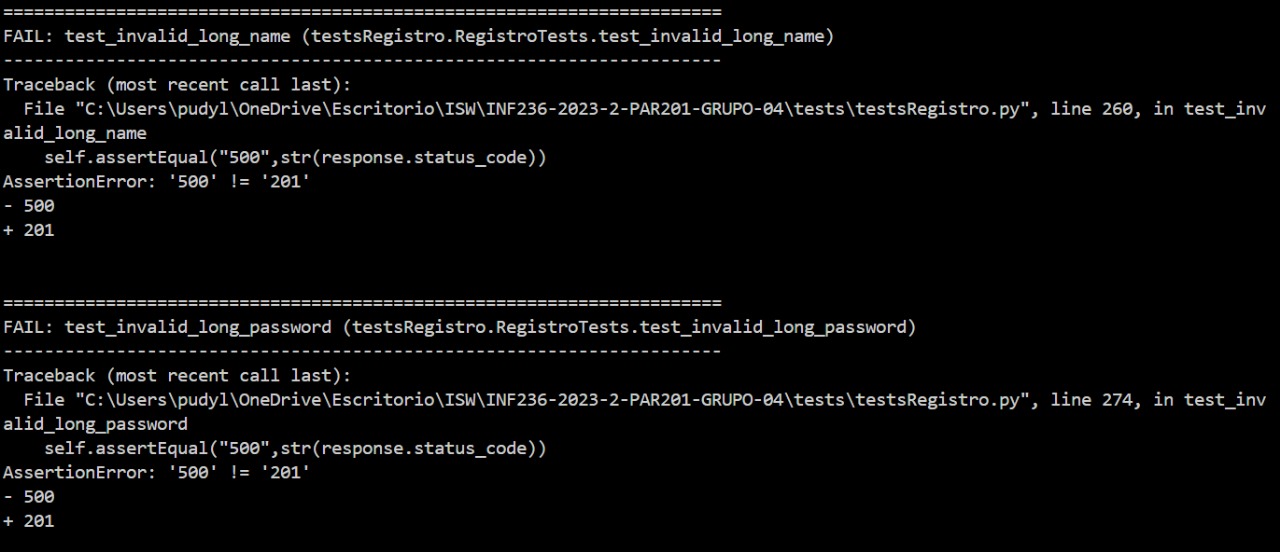 ======================================================================
FAIL: test_invalid_long_name (testsRegistro.RegistroTests.test_invalid_long_name)
----------------------------------------------------------------------
Traceback (most recent call last):
  File "C:\Users\pudyl\OneDrive\Escritorio\ISW\INF236-2023-2-PAR201-GRUPO-04\tests\testsRegistro.py", line 260, in test_inv
alid_long_name
    self.assertEqual("500",str(response.status_code))
AssertionError: '500' != '201'
- 500
+ 201
======================================================================
FAIL: test_invalid_long_password (testsRegistro.RegistroTests.test_invalid_long_password)
----------------------------------------------------------------------
Traceback (most recent call last):
  File "C:\Users\pudyl\OneDrive\Escritorio\ISW\INF236-2023-2-PAR201-GRUPO-04\tests\testsRegistro.py", line 274, in test_inv
alid_long_password
    self.assertEqual("500",str(response.status_code))
AssertionError: '500' != '201'
- 500
+ 201